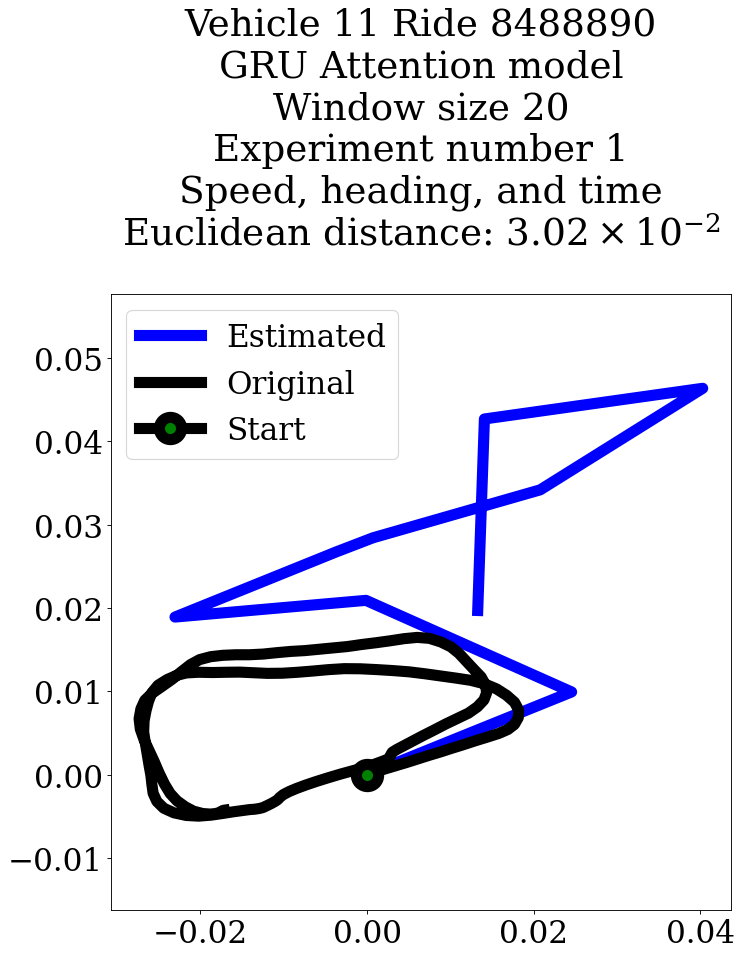 Vehicle 11 Ride 8488890
GRU Attention model
Window size 20
Experiment number 1
Speed, heading, and time
Euclidean distance: 3.02 × 10⁻²
Estimated
Original
Start
0.05
0.04
0.03
0.02
0.01
0.00
−0.01
−0.02 0.00 0.02 0.04